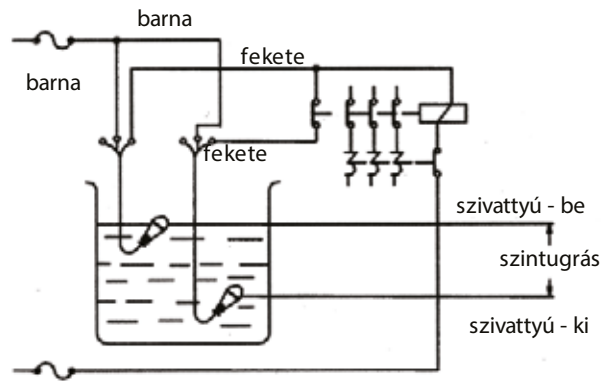 barna
fekete
barna
fekete
szivattyú - be
szintugrás
szivattyú - ki